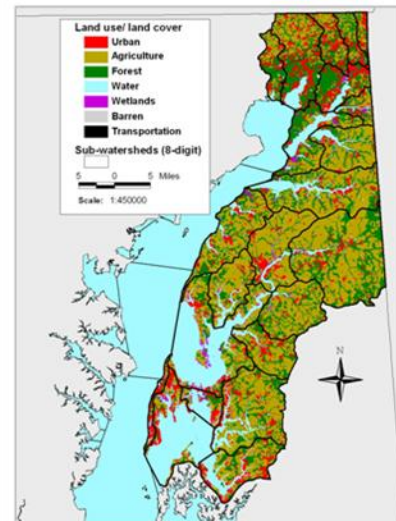 Land use/ land cover
Urban
Agriculture
Forest
Water
Wetlands
Barren
Transportation
Sub-watersheds (8-digit)
5 0 5 Miles
Scale: 1:450000
N